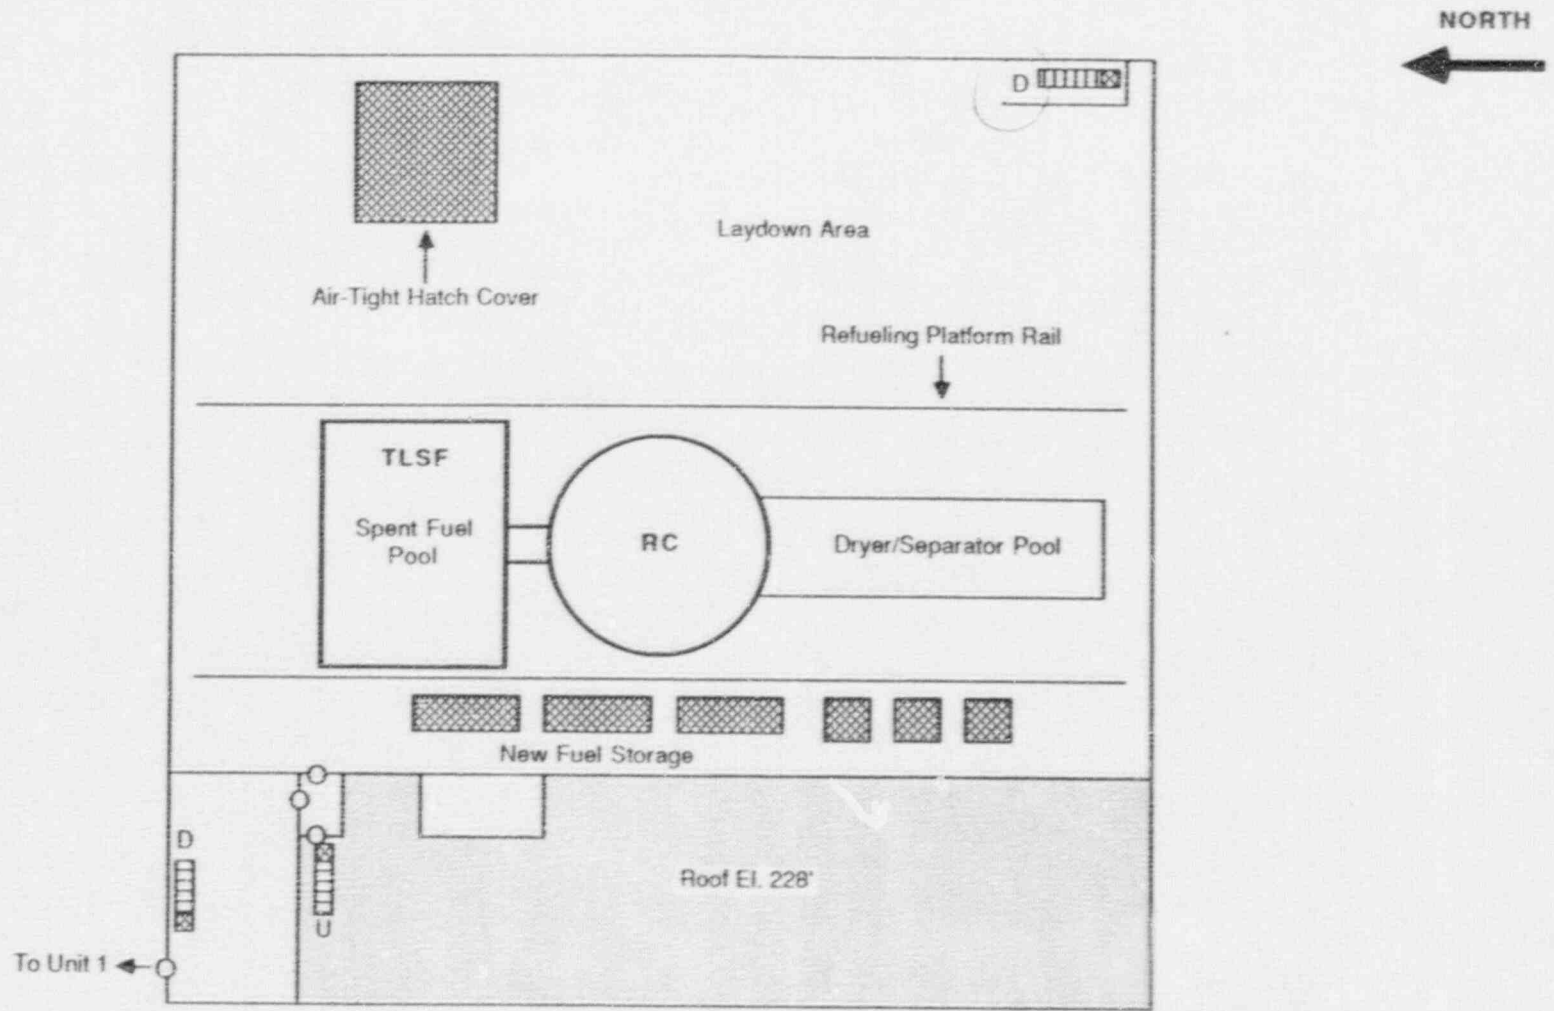 NORTH
D
Laydown Area
Air-Tight Hatch Cover
Refueling Platform Rail
TLSF
Spent Fuel
Pool
RC
Dryer/Separator Pool
New Fuel Storage
D
Roof El. 228'
U
To Unit 1